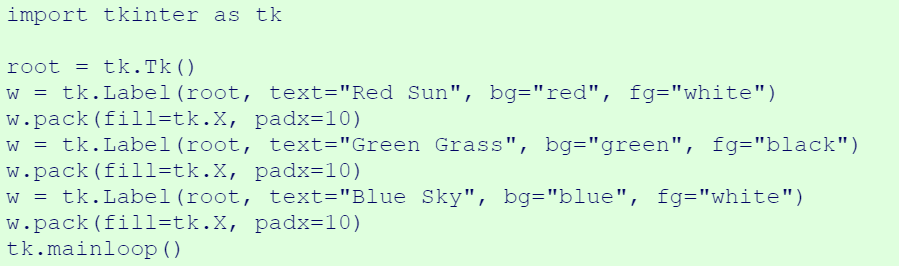 import tkinter as tk
root = tk.Tk()
w = tk.Label(root, text="Red Sun", bg="red", fg="white")
w.pack(fill=tk.X, padx=10)
w = tk.Label(root, text="Green Grass", bg="green", fg="black")
w.pack(fill=tk.X, padx=10)
w = tk.Label(root, text="Blue Sky", bg="blue", fg="white")
w.pack(fill=tk.X, padx=10)
tk.mainloop()